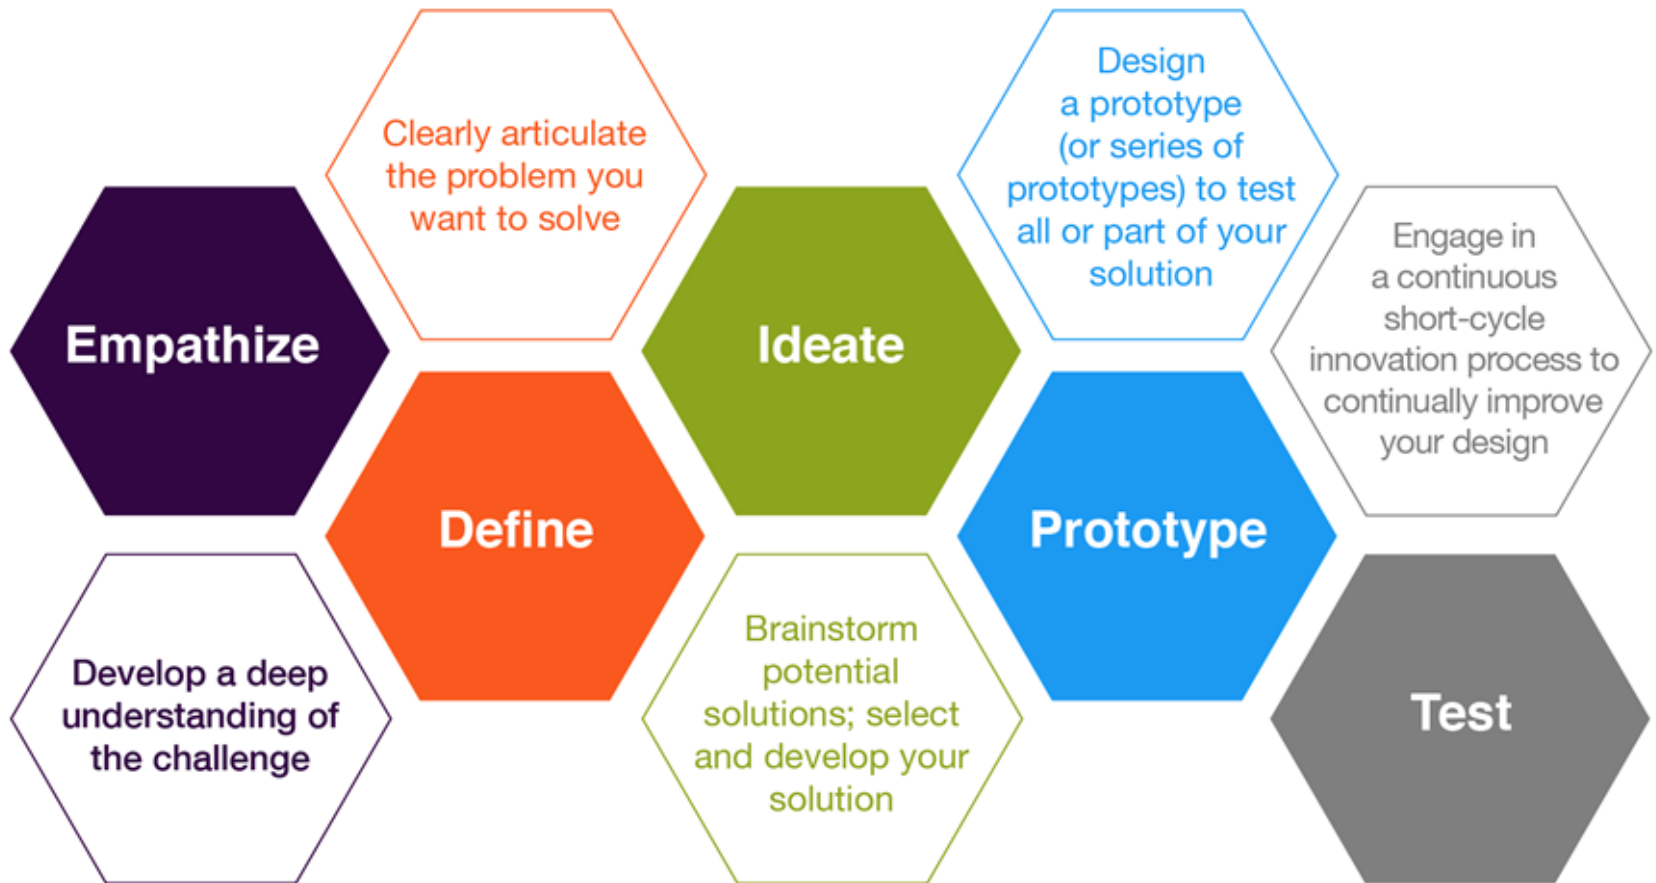 Empathize
Develop a deep
understanding of
the challenge
Clearly articulate
the problem you
want to solve
Define
Ideate
Brainstorm
potential
solutions; select
and develop your
solution
Design
a prototype
(or series of
prototypes) to test
all or part of your
solution
Prototype
Engage in
a continuous
short-cycle
innovation process to
continually improve
your design
Test